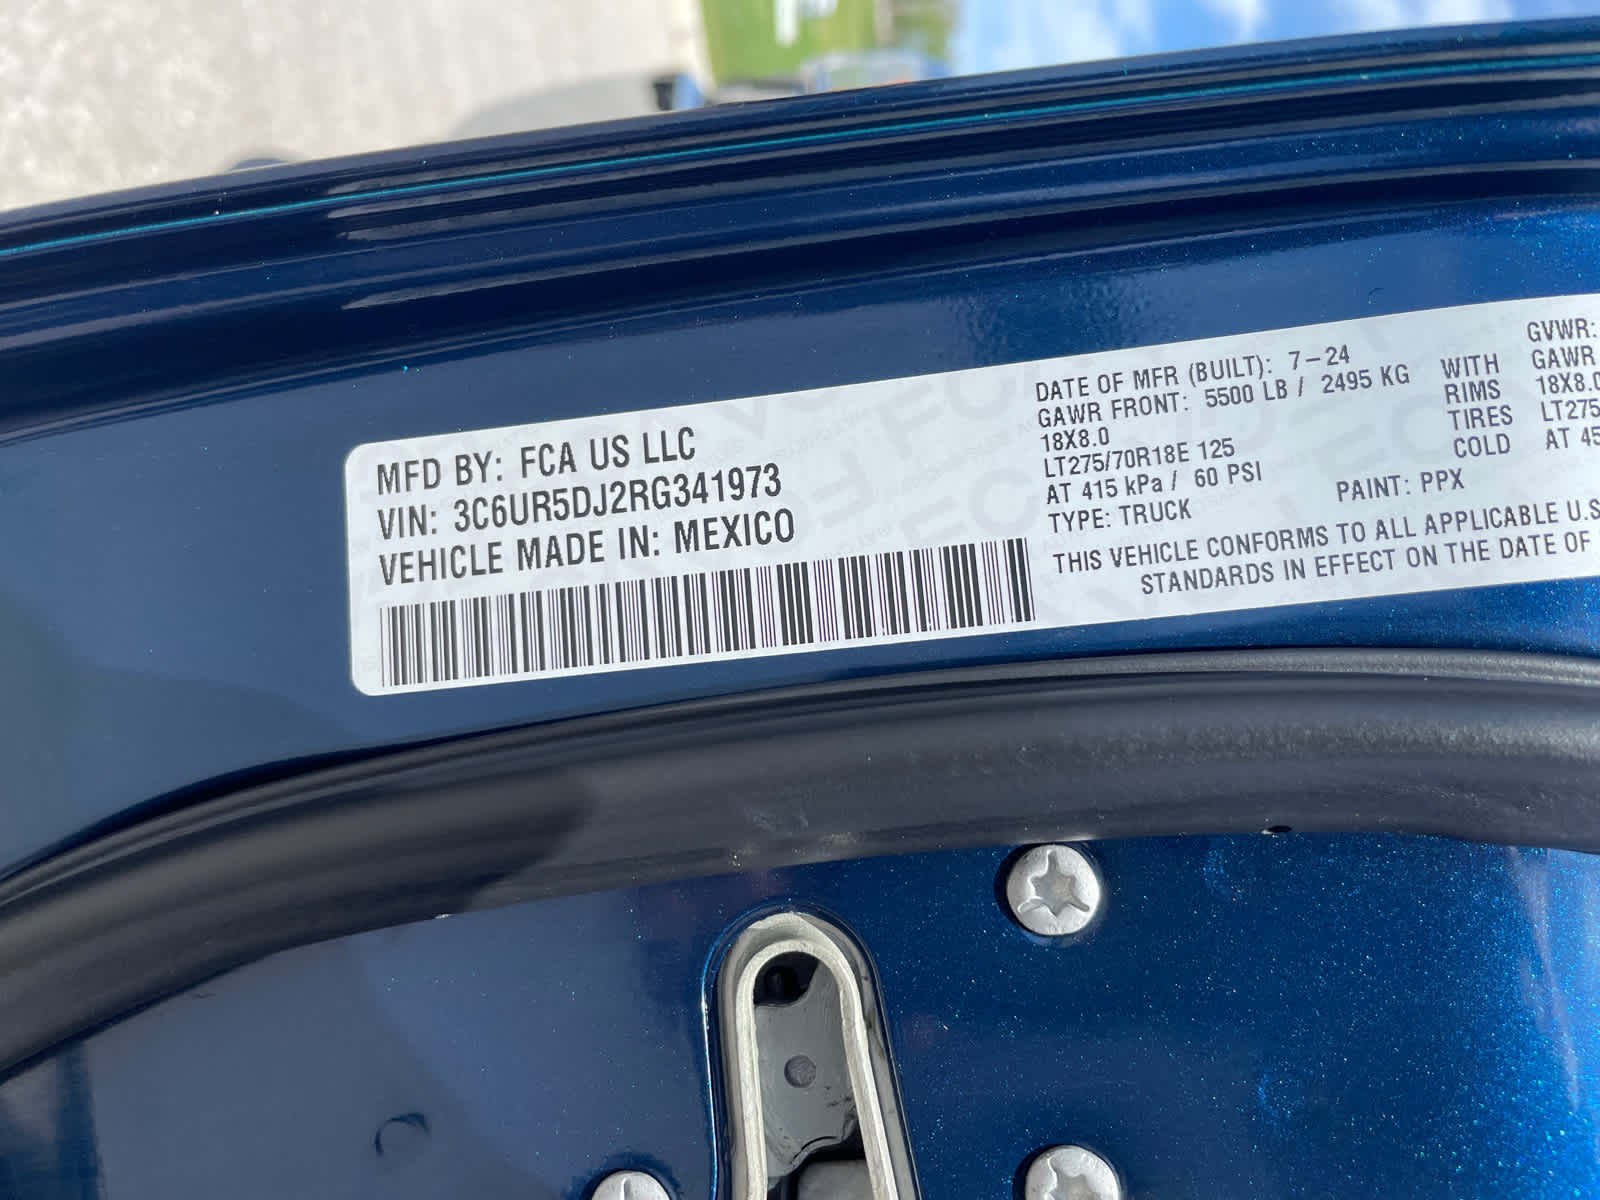 MFD BY: FCA US LLC
VIN: 3C6UR5DJ2RG341973
VEHICLE MADE IN: MEXICO
DATE OF MFR (BUILT): 7-24
GAWR FRONT: 5500 LB / 2495 KG WITH
18X8.0 RIMS
LT275/70R18E 125 TIRES
AT 415 kPa / 60 PSI COLD
TYPE: TRUCK PAINT: PPX
THIS VEHICLE CONFORMS TO ALL APPLICABLE U.S
STANDARDS IN EFFECT ON THE DATE OF
GVWR:
GAWR
18X8.0
LT275
AT 45